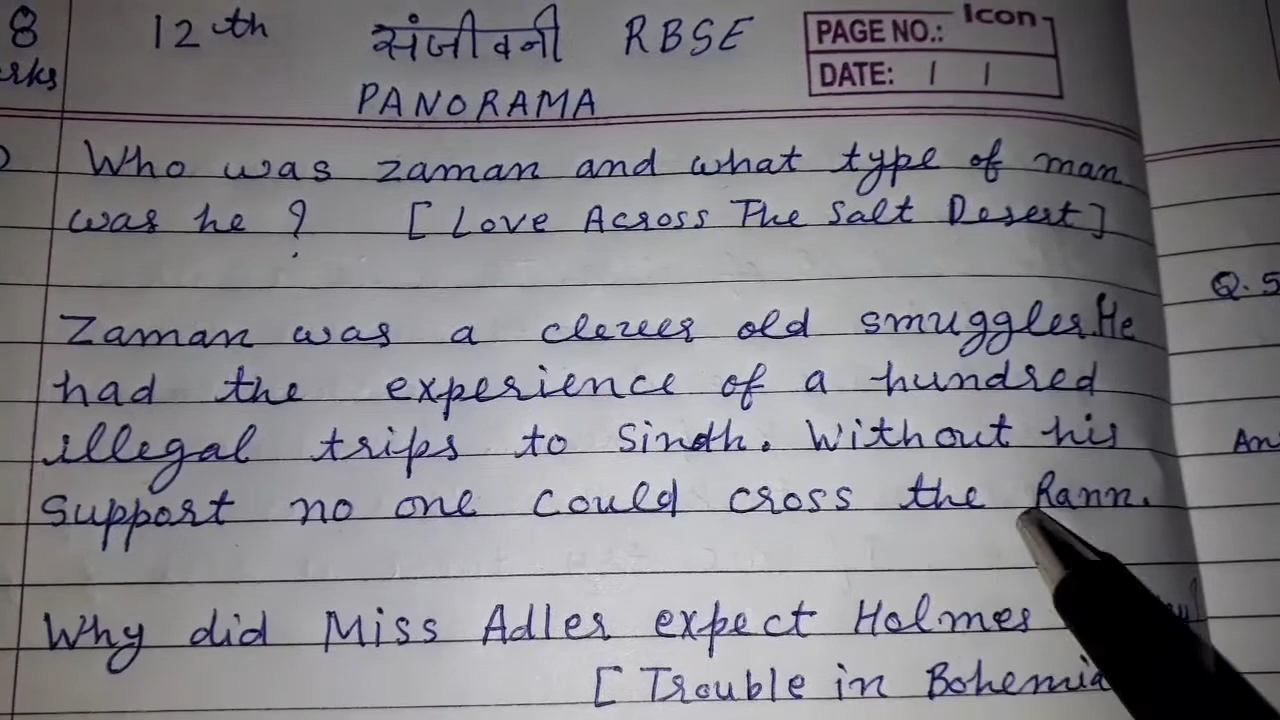 8 12th संजीवनी RBSE PAGE NO.: Icon
DATE: / /
PANORAMA
Who was zaman and what type of man
was he ? [ Love Across The Salt Desert ]
Q. 5
Zaman was a clever old smuggler. He
had the experience of a hundred
illegal trips to Sindh. Without his
An
Support no one could cross the Rann.
Why did Miss Adler expect Holmes
[ Trouble in Bohemia